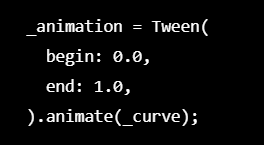 _animation = Tween(
  begin: 0.0,
  end: 1.0,
).animate(_curve);